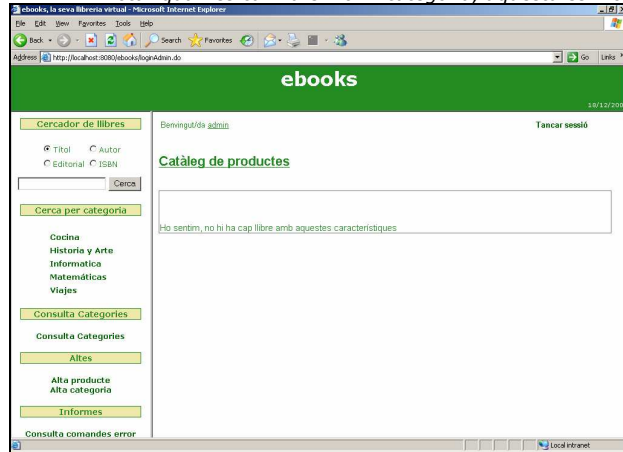 ebooks, la seva llibreria virtual - Microsoft Internet Explorer
File Edit View Favorites Tools Help
Back Search Favorites
Address http://localhost:8080/ebooks/loginAdmin.do Go Links
ebooks
Cercador de llibres
Títol Autor
Editorial ISBN
Cerca
Cerca per categoria
Cocina
Historia y Arte
Informatica
Matemáticas
Viajes
Consulta Categories
Consulta Categories
Altes
Alta producte
Alta categoria
Informes
Consulta comandes error
Benvingut/da admin
Tancar sessió
Catàleg de productes
Ho sentim, no hi ha cap llibre amb aquestes característiques
Local intranet